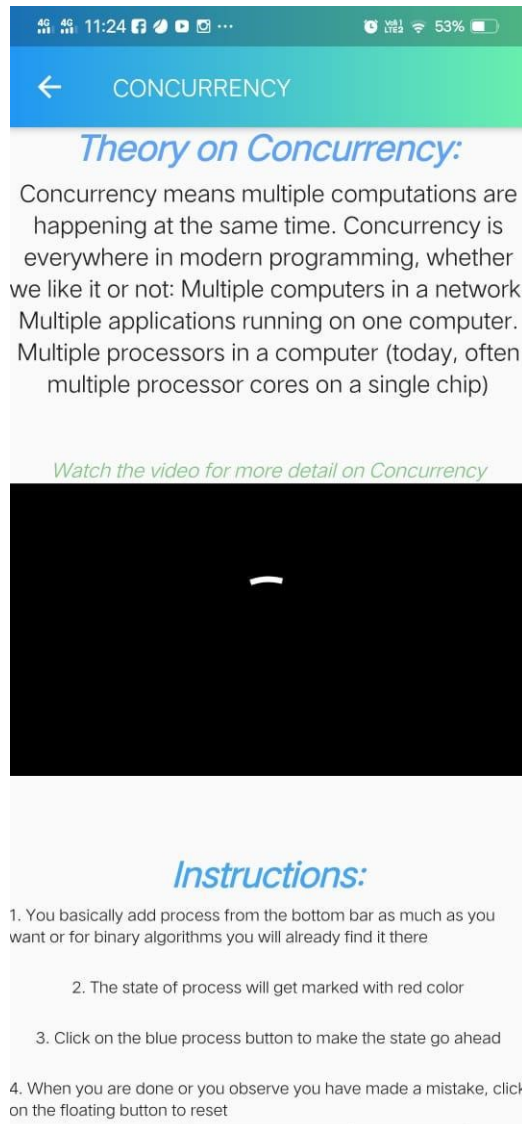 4G 4G 11:24 53%
CONCURRENCY
Theory on Concurrency:
Concurrency means multiple computations are
happening at the same time. Concurrency is
everywhere in modern programming, whether
we like it or not: Multiple computers in a network
Multiple applications running on one computer.
Multiple processors in a computer (today, often
multiple processor cores on a single chip)
Watch the video for more detail on Concurrency
Instructions:
1. You basically add process from the bottom bar as much as you
want or for binary algorithms you will already find it there
2. The state of process will get marked with red color
3. Click on the blue process button to make the state go ahead
4. When you are done or you observe you have made a mistake, click
on the floating button to reset